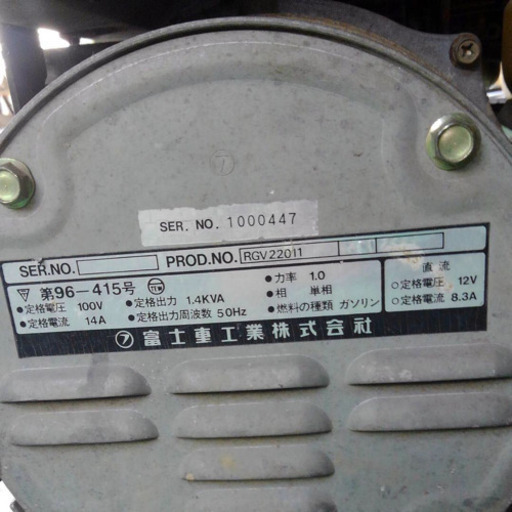 SER. NO. 1000447
SER.NO. PROD.NO. RGV22011
第96-415号
●定格電圧 100V ●定格出力 1.4KVA
●定格電流 14A ●定格出力周波数 50Hz
●力率 1.0
●相 単相
●燃料の種類 ガソリン
直流
○定格電圧 12V
○定格電流 8.3A
富士重工業株式会社